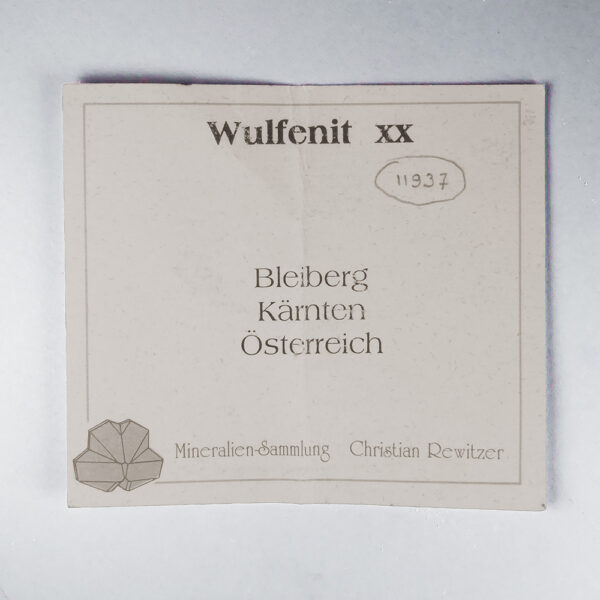 Wulfenit xx
11937
Bleiberg
Kärnten
Österreich
Mineralien-Sammlung Christian Rewitzer